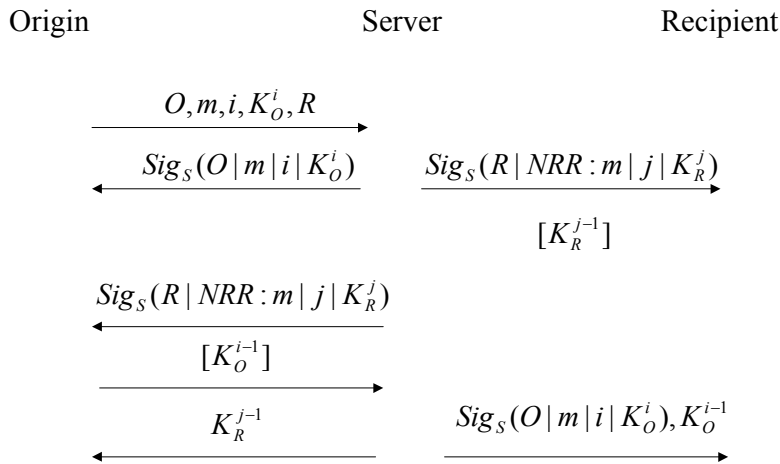 Origin Server Recipient
O, m, i, K_O^i, R
Sig_S(O | m | i | K_O^i) Sig_S(R | NRR : m | j | K_R^j)
[K_R^{j-1}]
Sig_S(R | NRR : m | j | K_R^j)
[K_O^{i-1}]
K_R^{j-1} Sig_S(O | m | i | K_O^i), K_O^{i-1}